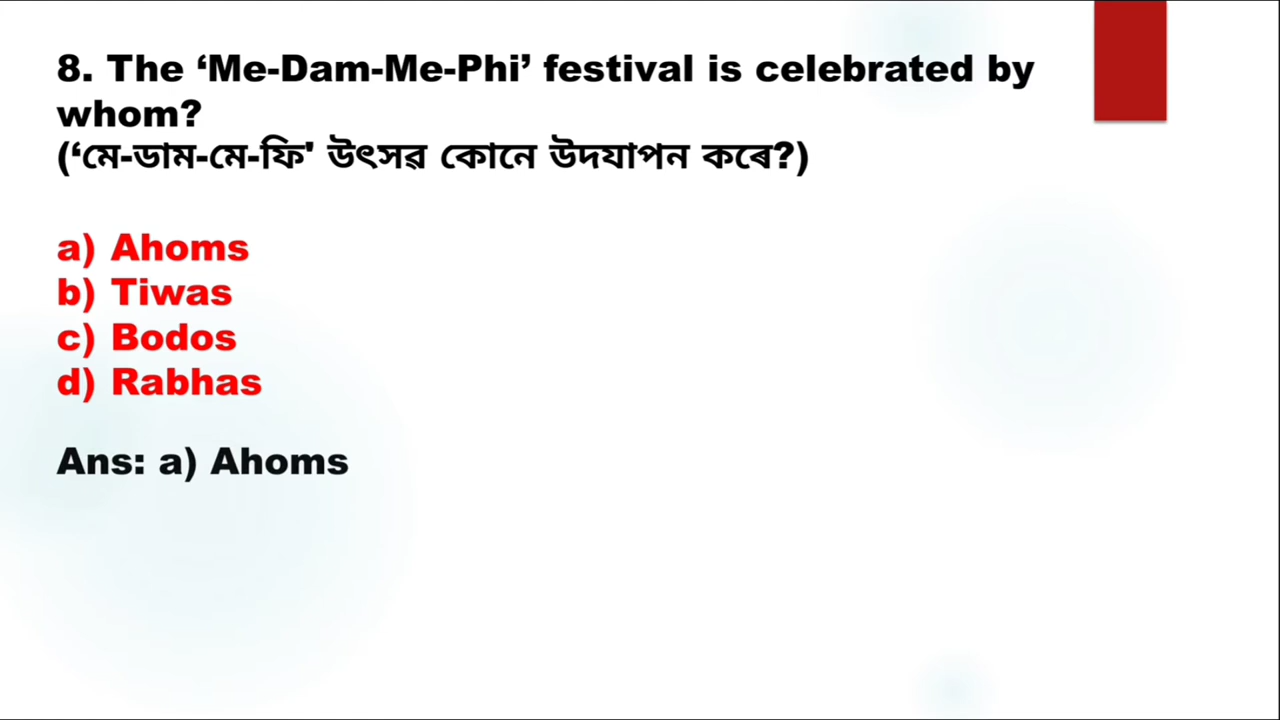 8. The ‘Me-Dam-Me-Phi’ festival is celebrated by
whom?
(‘মে-ডাম-মে-ফি' উৎসৱ কোনে উদযাপন কৰে?)
a) Ahoms
b) Tiwas
c) Bodos
d) Rabhas
Ans: a) Ahoms